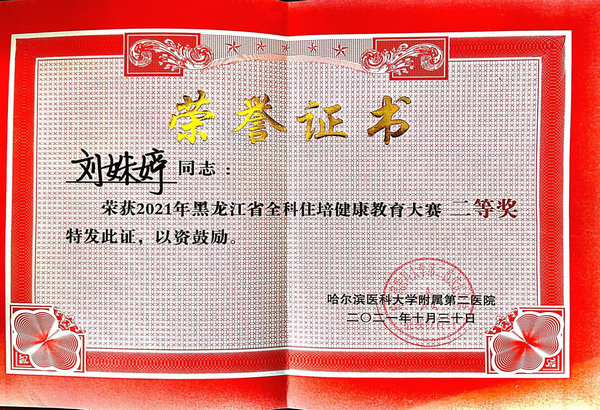 荣誉证书
刘姝婷同志：
荣获2021年黑龙江省全科住培健康教育大赛 二等奖
特发此证，以资鼓励。
哈尔滨医科大学附属第二医院
二〇二一年十月三十日